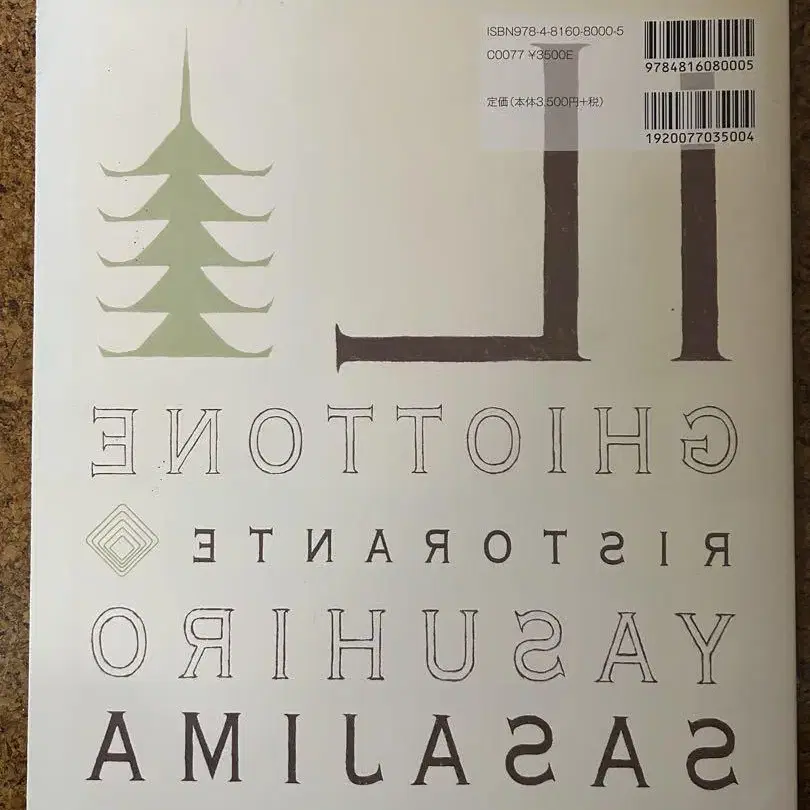 ISBN978-4-8160-8000-5
C0077 ¥3500E
定価(本体3,500円+税)
9784816080005
1920077035004
IL
GHIOTTONE
RISTORANTE
YASUHIRO
SASAJIMA